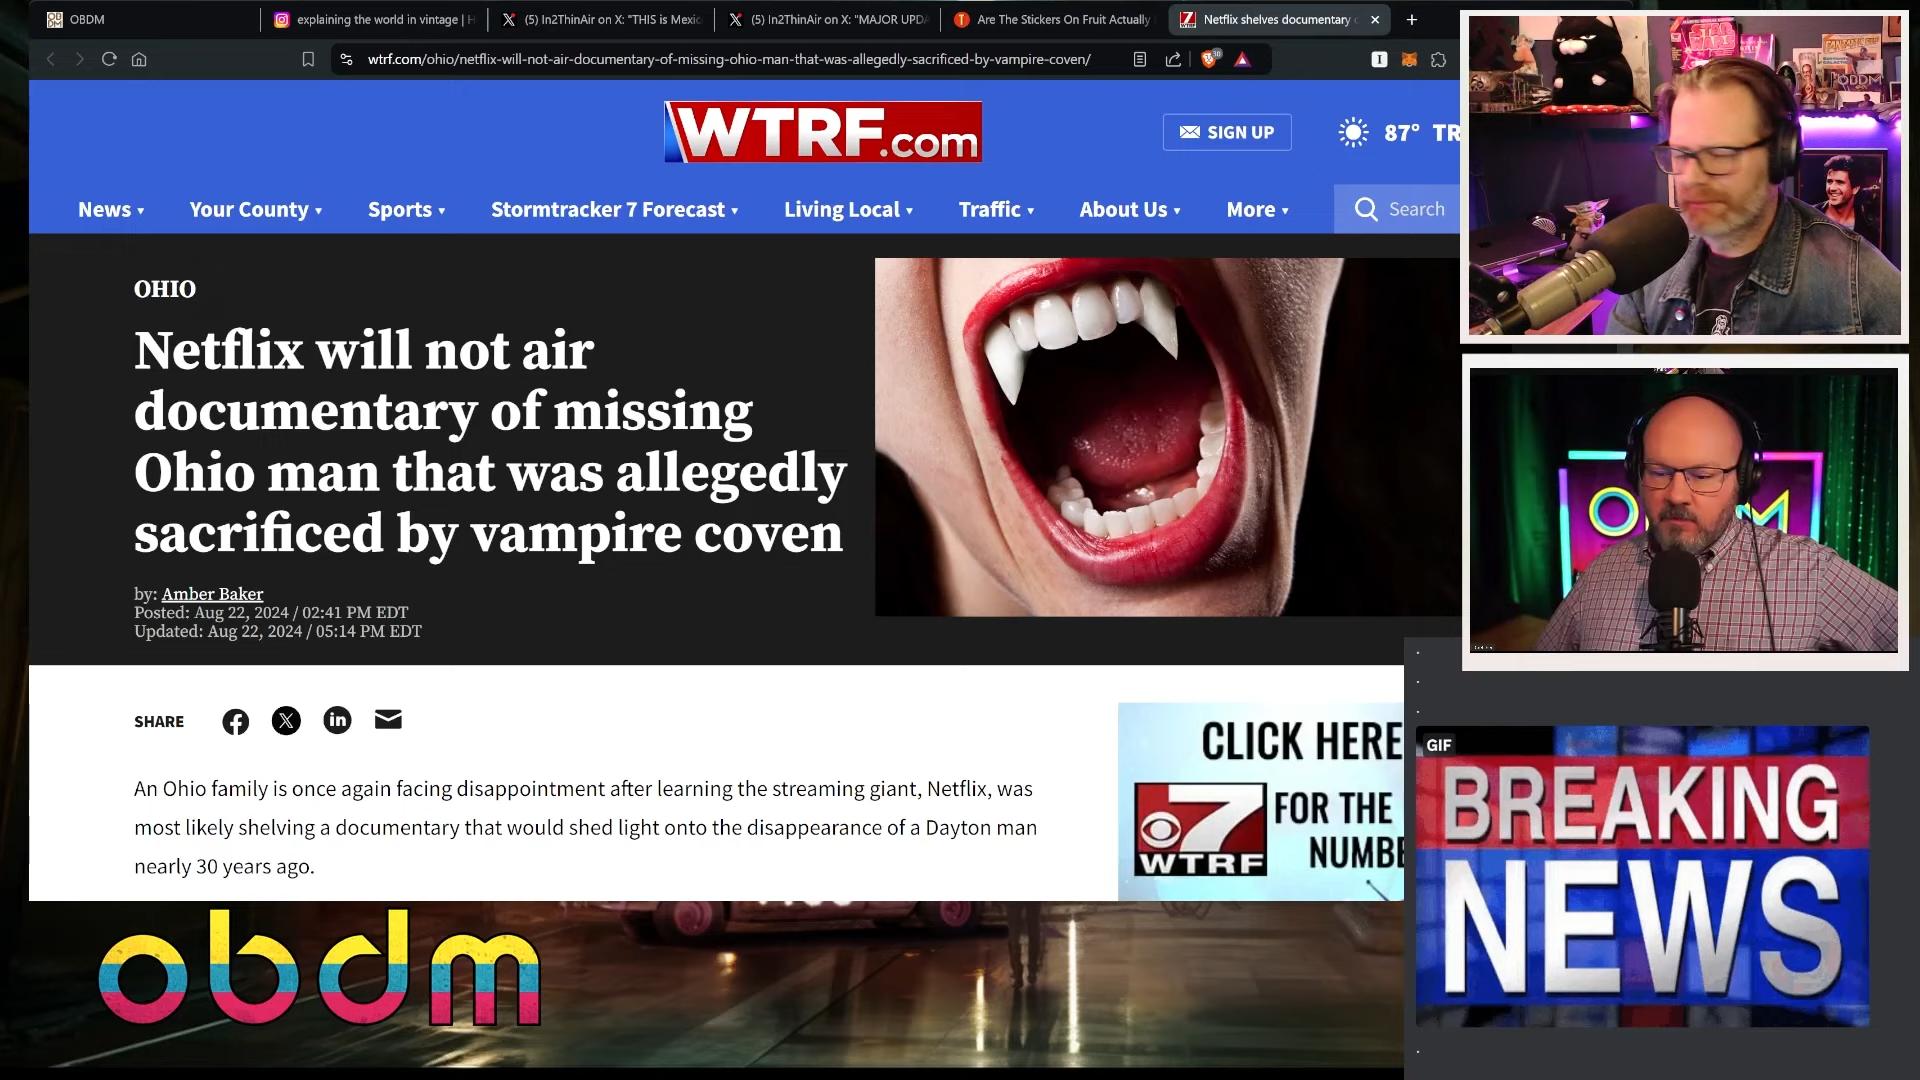 OBDM
explaining the world in vintage | H
(5) In2ThinAir on X: "THIS is Mexic
(5) In2ThinAir on X: "MAJOR UPDA
Are The Stickers On Fruit Actually
Netflix shelves documentary
wtrf.com/ohio/netflix-will-not-air-documentary-of-missing-ohio-man-that-was-allegedly-sacrificed-by-vampire-coven/
WTRF.com
SIGN UP
87° TR
News
Your County
Sports
Stormtracker 7 Forecast
Living Local
Traffic
About Us
More
Search
OHIO
Netflix will not air
documentary of missing
Ohio man that was allegedly
sacrificed by vampire coven
by: Amber Baker
Posted: Aug 22, 2024 / 02:41 PM EDT
Updated: Aug 22, 2024 / 05:14 PM EDT
SHARE
An Ohio family is once again facing disappointment after learning the streaming giant, Netflix, was
most likely shelving a documentary that would shed light onto the disappearance of a Dayton man
nearly 30 years ago.
CLICK HERE
7
WTRF
FOR THE
NUMBE
GIF
BREAKING
NEWS
obdm
STAR
WARS
OBDM